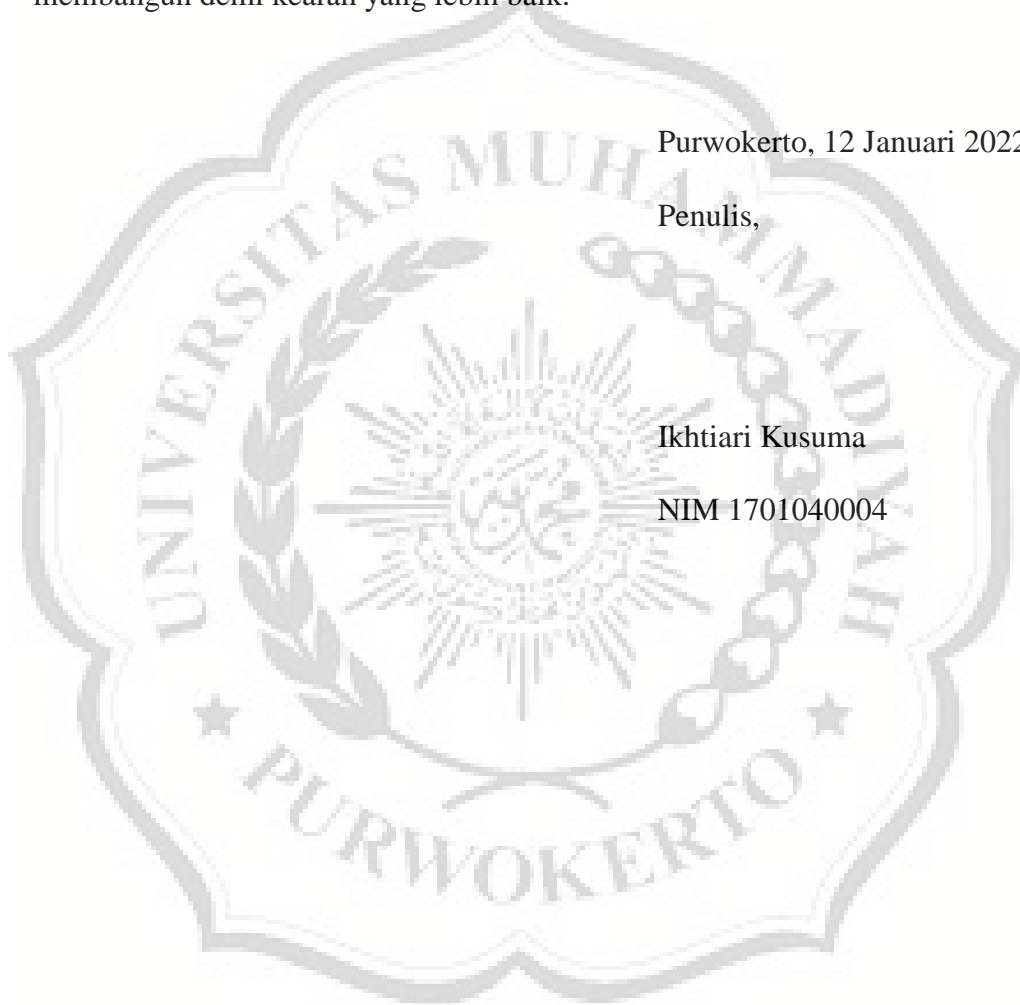 membangun demi kearah yang lebih baik.
Purwokerto, 12 Januari 2022
Penulis,
Ikhtiari Kusuma
NIM 1701040004
UNIVERSITAS MUHAMMADIYAH
PURWOKERTO